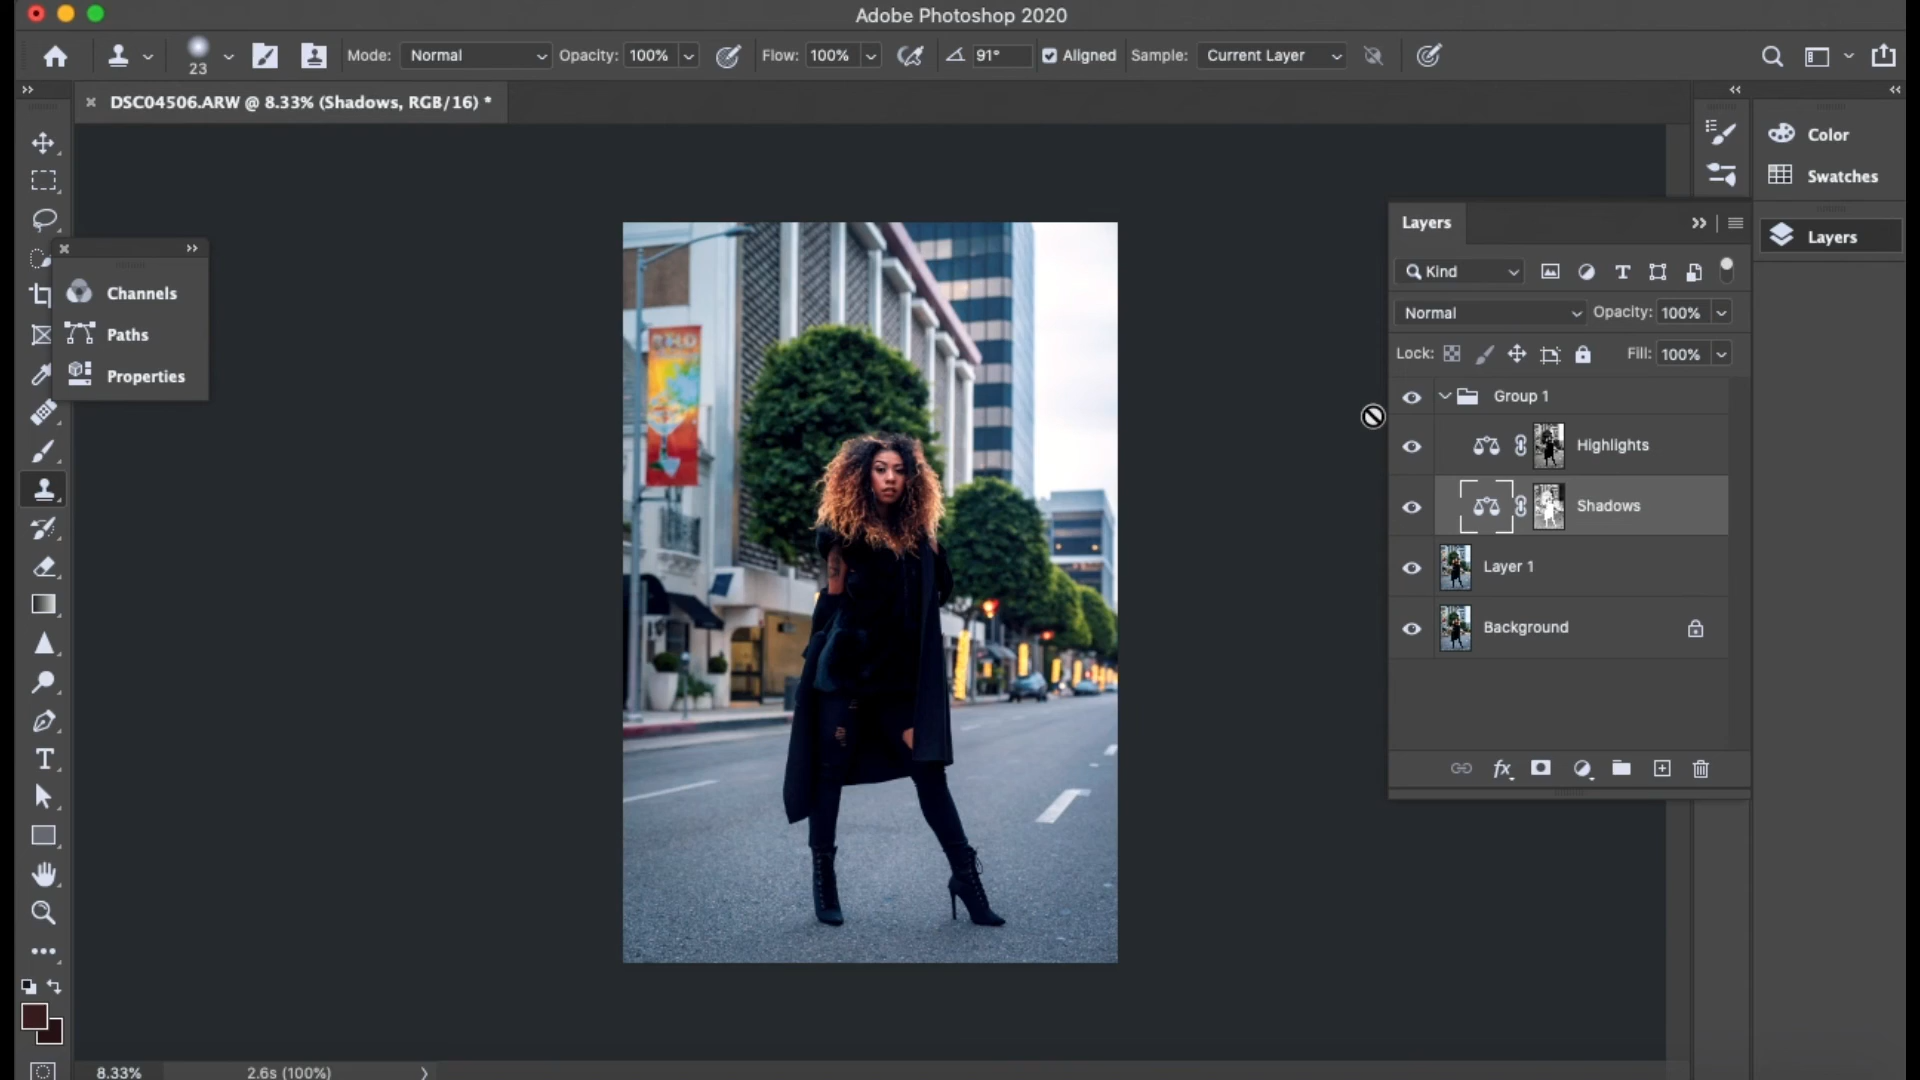 Adobe Photoshop 2020
23 Mode: Normal Opacity: 100% Flow: 100% 91° Aligned Sample: Current Layer
DSC04506.ARW @ 8.33% (Shadows, RGB/16) *
Color
Swatches
Layers
Channels
Paths
Properties
Layers
Kind
Normal Opacity: 100%
Lock: Fill: 100%
Group 1
Highlights
Shadows
Layer 1
Background
fx
8.33% 2.6s (100%)